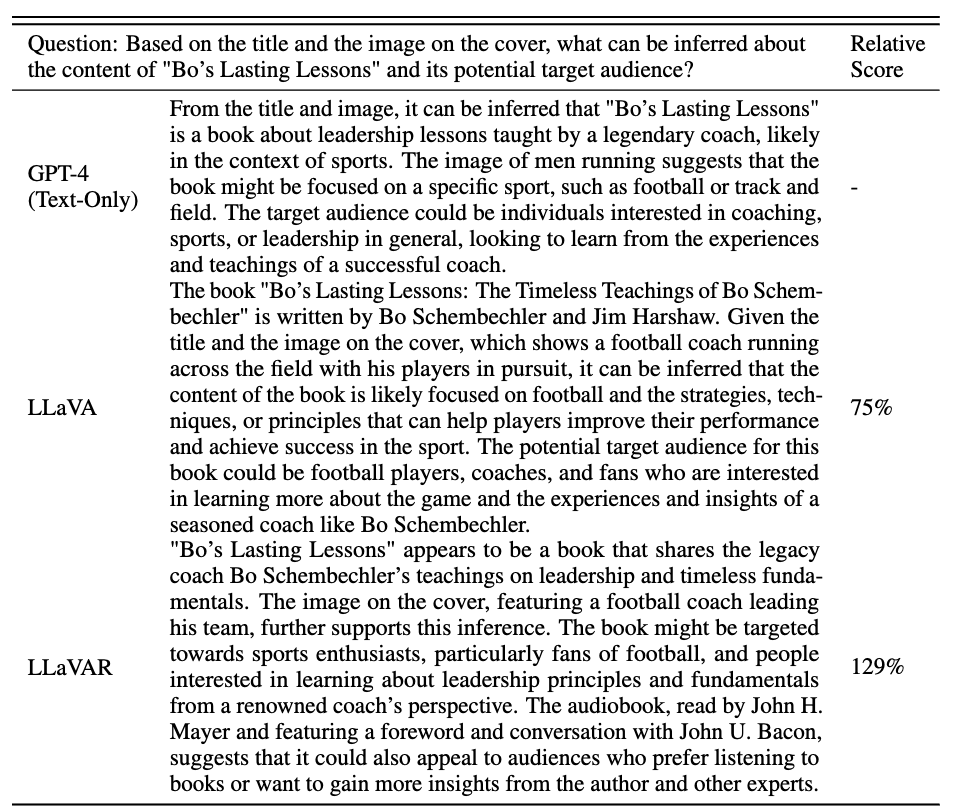 Question: Based on the title and the image on the cover, what can be inferred about
the content of "Bo's Lasting Lessons" and its potential target audience?
Relative
Score
GPT-4
(Text-Only)
From the title and image, it can be inferred that "Bo's Lasting Lessons"
is a book about leadership lessons taught by a legendary coach, likely
in the context of sports. The image of men running suggests that the
book might be focused on a specific sport, such as football or track and
field. The target audience could be individuals interested in coaching,
sports, or leadership in general, looking to learn from the experiences
and teachings of a successful coach.
-
LLaVA
The book "Bo's Lasting Lessons: The Timeless Teachings of Bo Schem-
bechler" is written by Bo Schembechler and Jim Harshaw. Given the
title and the image on the cover, which shows a football coach running
across the field with his players in pursuit, it can be inferred that the
content of the book is likely focused on football and the strategies, tech-
niques, or principles that can help players improve their performance
and achieve success in the sport. The potential target audience for this
book could be football players, coaches, and fans who are interested
in learning more about the game and the experiences and insights of a
seasoned coach like Bo Schembechler.
75%
LLaVAR
"Bo's Lasting Lessons" appears to be a book that shares the legacy
coach Bo Schembechler's teachings on leadership and timeless funda-
mentals. The image on the cover, featuring a football coach leading
his team, further supports this inference. The book might be targeted
towards sports enthusiasts, particularly fans of football, and people
interested in learning about leadership principles and fundamentals
from a renowned coach's perspective. The audiobook, read by John H.
Mayer and featuring a foreword and conversation with John U. Bacon,
suggests that it could also appeal to audiences who prefer listening to
books or want to gain more insights from the author and other experts.
129%